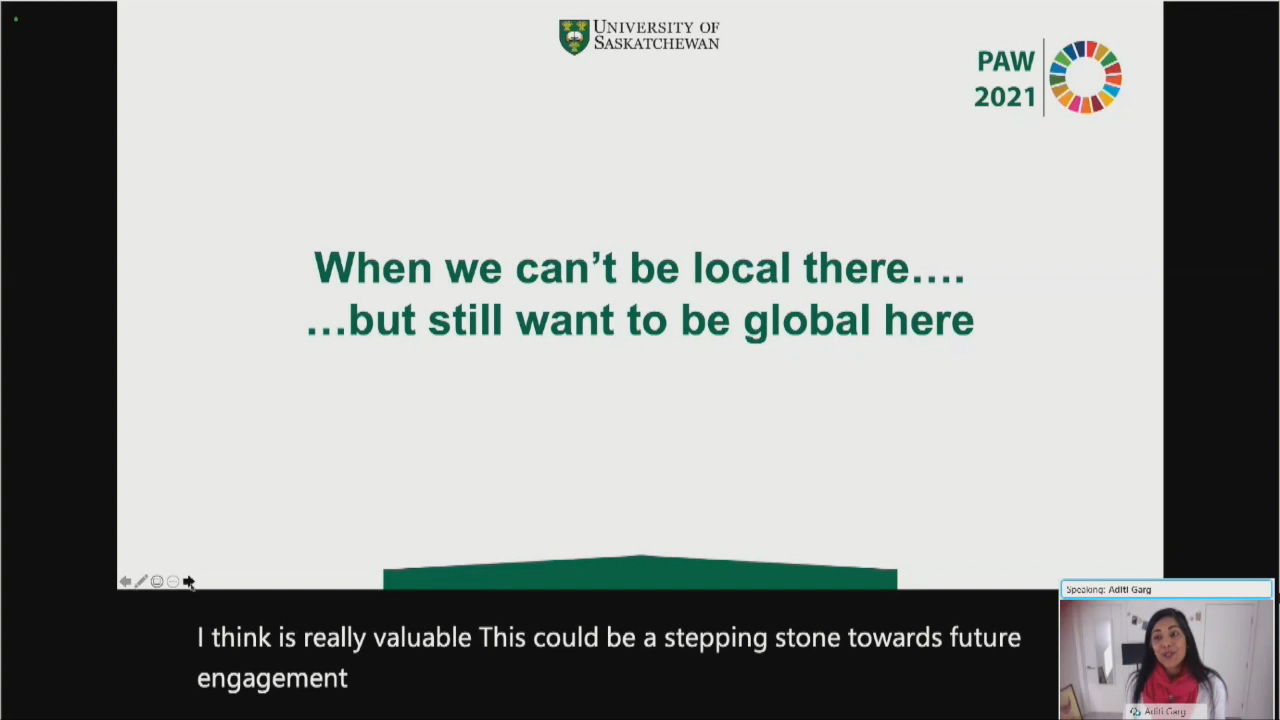 UNIVERSITY OF
SASKATCHEWAN
PAW
2021
When we can't be local there....
...but still want to be global here
I think is really valuable This could be a stepping stone towards future
engagement
Speaking: Aditi Garg
Aditi Garg